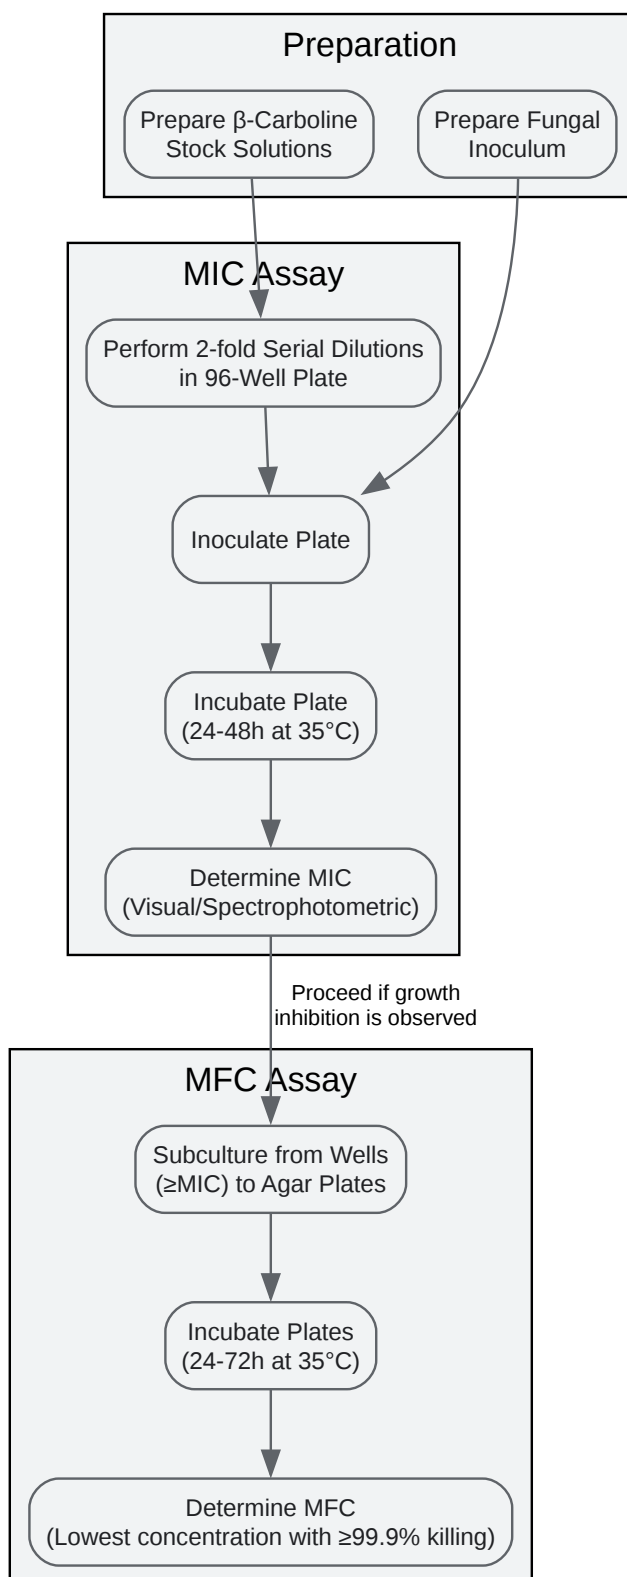 Preparation
Prepare β-Carboline
Stock Solutions
Prepare Fungal
Inoculum
MIC Assay
Perform 2-fold Serial Dilutions
in 96-Well Plate
Inoculate Plate
Incubate Plate
(24-48h at 35°C)
Determine MIC
(Visual/Spectrophotometric)
Proceed if growth
inhibition is observed
MFC Assay
Subculture from Wells
(≥MIC) to Agar Plates
Incubate Plates
(24-72h at 35°C)
Determine MFC
(Lowest concentration with ≥99.9% killing)